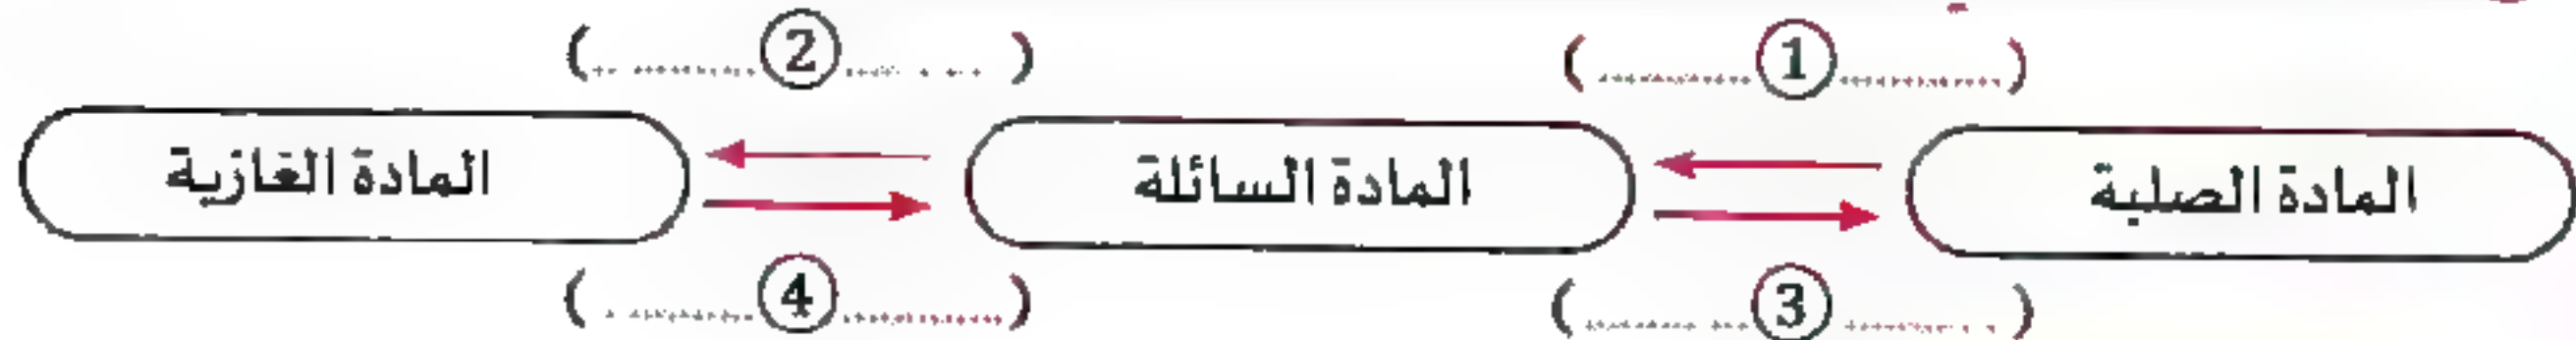 ( ① ) ( ② )
المادة الصلبة المادة السائلة المادة الغازية
( ③ ) ( ④ )